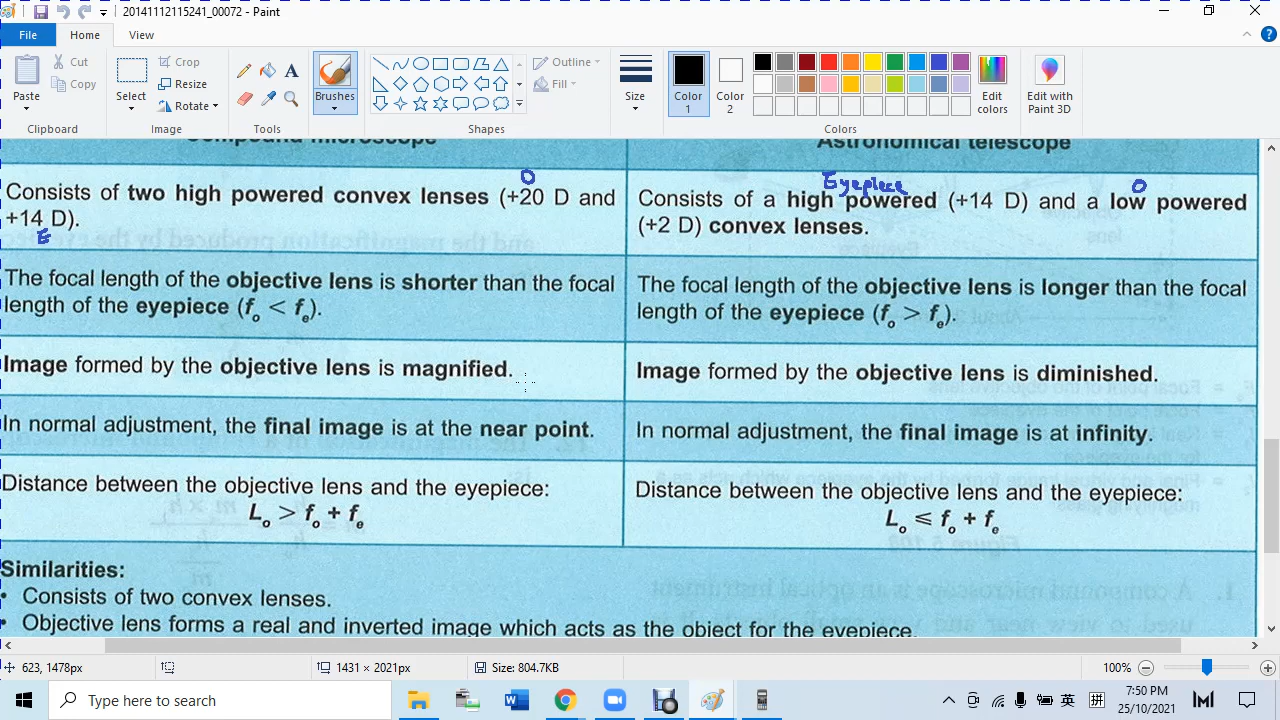 20141112115241_00072 - Paint
File
Home
View
Paste
Cut
Copy
Clipboard
Select
Crop
Resize
Rotate
Image
Tools
Brushes
Shapes
Outline
Fill
Size
Color 1
Color 2
Edit colors
Colors
Edit with Paint 3D
Compound microscope
Astronomical telescope
O
Consists of two high powered convex lenses (+20 D and
+14 D).
E
Eyepiece
O
Consists of a high powered (+14 D) and a low powered
(+2 D) convex lenses.
The focal length of the objective lens is shorter than the focal
length of the eyepiece (fo < fe).
The focal length of the objective lens is longer than the focal
length of the eyepiece (fo > fe).
Image formed by the objective lens is magnified.
Image formed by the objective lens is diminished.
In normal adjustment, the final image is at the near point.
In normal adjustment, the final image is at infinity.
Distance between the objective lens and the eyepiece:
Lo > fo + fe
Distance between the objective lens and the eyepiece:
Lo ⩽ fo + fe
Similarities:
• Consists of two convex lenses.
• Objective lens forms a real and inverted image which acts as the object for the eyepiece.
623, 1478px
1431 × 2021px
Size: 804.7KB
100%
Type here to search
英
拼
7:50 PM
25/10/2021